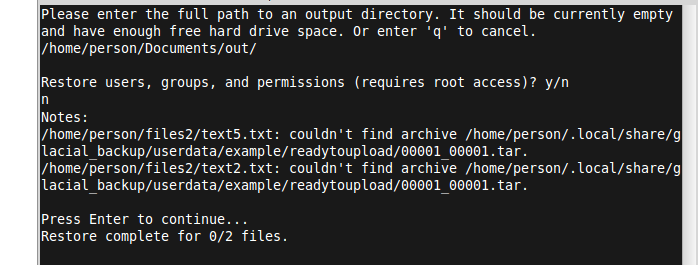 Please enter the full path to an output directory. It should be currently empty
and have enough free hard drive space. Or enter 'q' to cancel.
/home/person/Documents/out/
Restore users, groups, and permissions (requires root access)? y/n
n
Notes:
/home/person/files2/text5.txt: couldn't find archive /home/person/.local/share/g
lacial_backup/userdata/example/readytoupload/00001_00001.tar.
/home/person/files2/text2.txt: couldn't find archive /home/person/.local/share/g
lacial_backup/userdata/example/readytoupload/00001_00001.tar.
Press Enter to continue...
Restore complete for 0/2 files.